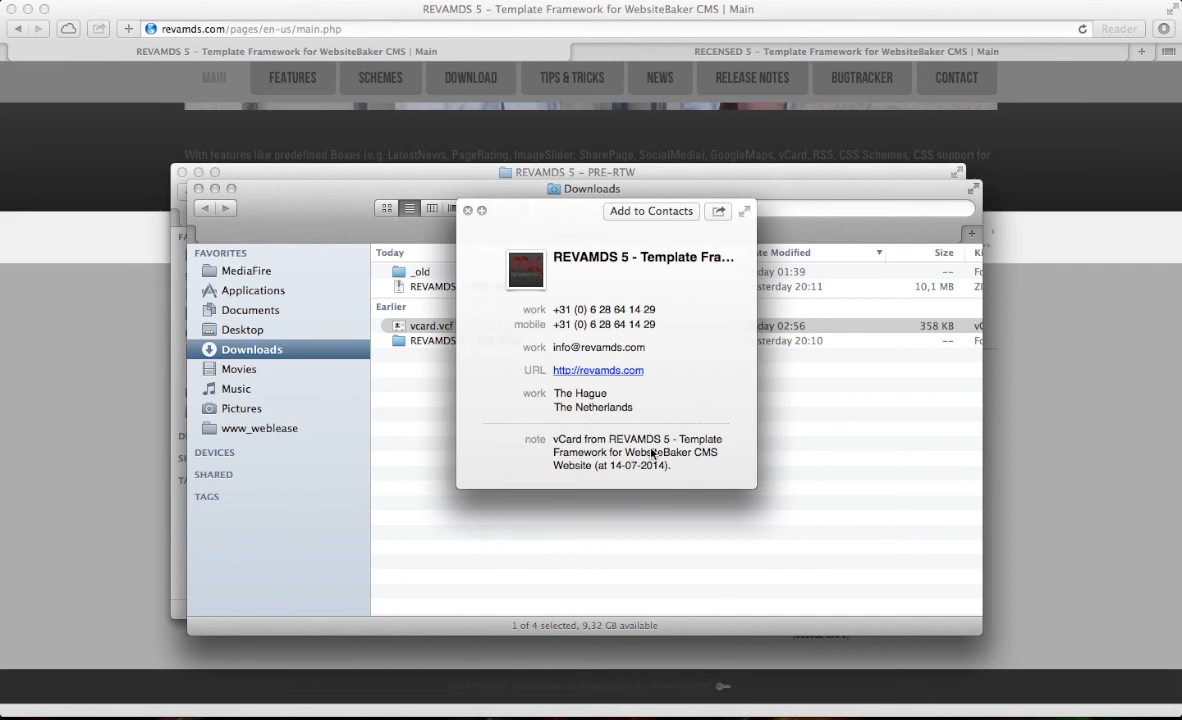 REVAMDS 5 – Template Framework for WebsiteBaker CMS | Main
revamds.com/pages/en-us/main.php
Reader
REVAMDS 5 – Template Framework for WebsiteBaker CMS | Main
RECENSED 5 – Template Framework for WebsiteBaker CMS | Main
MAIN
FEATURES
SCHEMES
DOWNLOAD
TIPS & TRICKS
NEWS
RELEASE NOTES
BUGTRACKER
CONTACT
With features like predefined Boxes (e.g. LatestNews, PageRating, ImageSlider, SharePage, SocialMedia), GoogleMaps, vCard, RSS, CSS Schemes, CSS support for
REVAMDS 5 - PRE-RTW
Downloads
FAVORITES
MediaFire
Applications
Documents
Desktop
Downloads
Movies
Music
Pictures
www_weblease
DEVICES
SHARED
TAGS
Today
te Modified
Size
Ki
_old
day 01:39
--
Fo
REVAMDS
sterday 20:11
10,1 MB
ZI
Earlier
vcard.vcf
day 02:56
358 KB
vC
REVAMDS
sterday 20:10
--
Fo
1 of 4 selected, 9,32 GB available
Add to Contacts
REVAMDS 5 - Template Fra...
work +31 (0) 6 28 64 14 29
mobile +31 (0) 6 28 64 14 29
work info@revamds.com
URL http://revamds.com
work The Hague
The Netherlands
note vCard from REVAMDS 5 - Template
Framework for WebsiteBaker CMS
Website (at 14-07-2014).